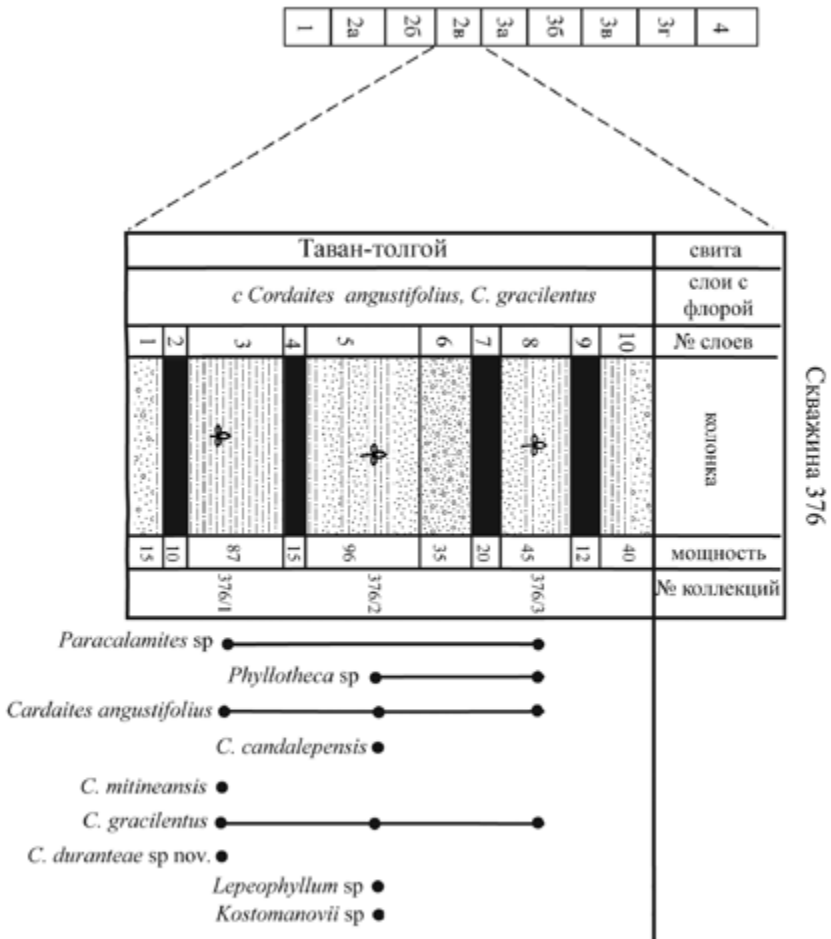 1 2а 2б 2в 3а 3б 3в 3г 4
Таван-толгой свита
с Cordaites angustifolius, C. gracilentus слои с
флорой
1 2 3 4 5 6 7 8 9 10 № слоев
колонка
Скважина 376
15 10 87 15 96 35 20 45 12 40 мощность
376/1 376/2 376/3 № коллекций
Paracalamites sp
Phyllotheca sp
Cardaites angustifolius
C. candalepensis
C. mitineansis
C. gracilentus
C. duranteae sp nov.
Lepeophyllum sp
Kostomanovii sp